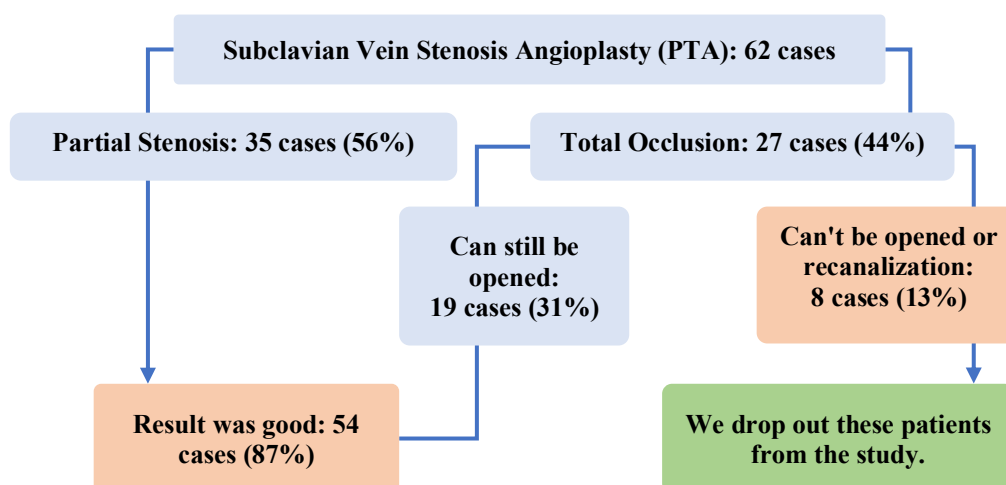 Subclavian Vein Stenosis Angioplasty (PTA): 62 cases
Partial Stenosis: 35 cases (56%)
Total Occlusion: 27 cases (44%)
Can still be
opened:
19 cases (31%)
Can't be opened or
recanalization:
8 cases (13%)
Result was good: 54
cases (87%)
We drop out these patients
from the study.